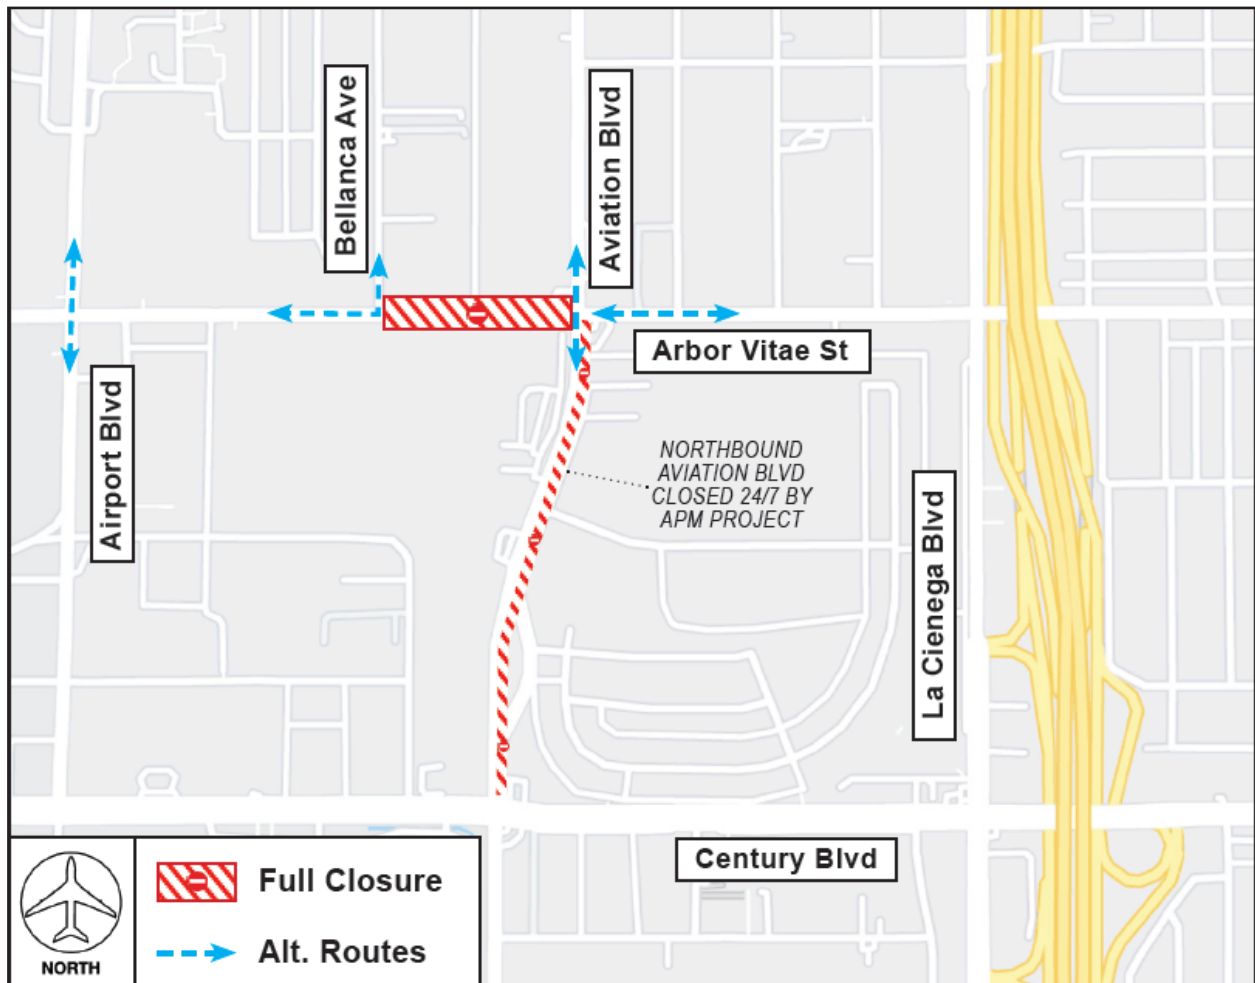 Bellanca Ave
Aviation Blvd
Arbor Vitae St
Airport Blvd
NORTHBOUND
AVIATION BLVD
CLOSED 24/7 BY
APM PROJECT
La Cienega Blvd
Century Blvd
Full Closure
Alt. Routes
NORTH